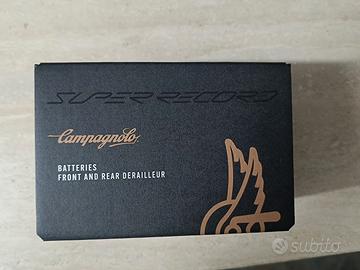 SUPER RECORD
Campagnolo
BATTERIES
FRONT AND REAR DERAILLEUR
subito